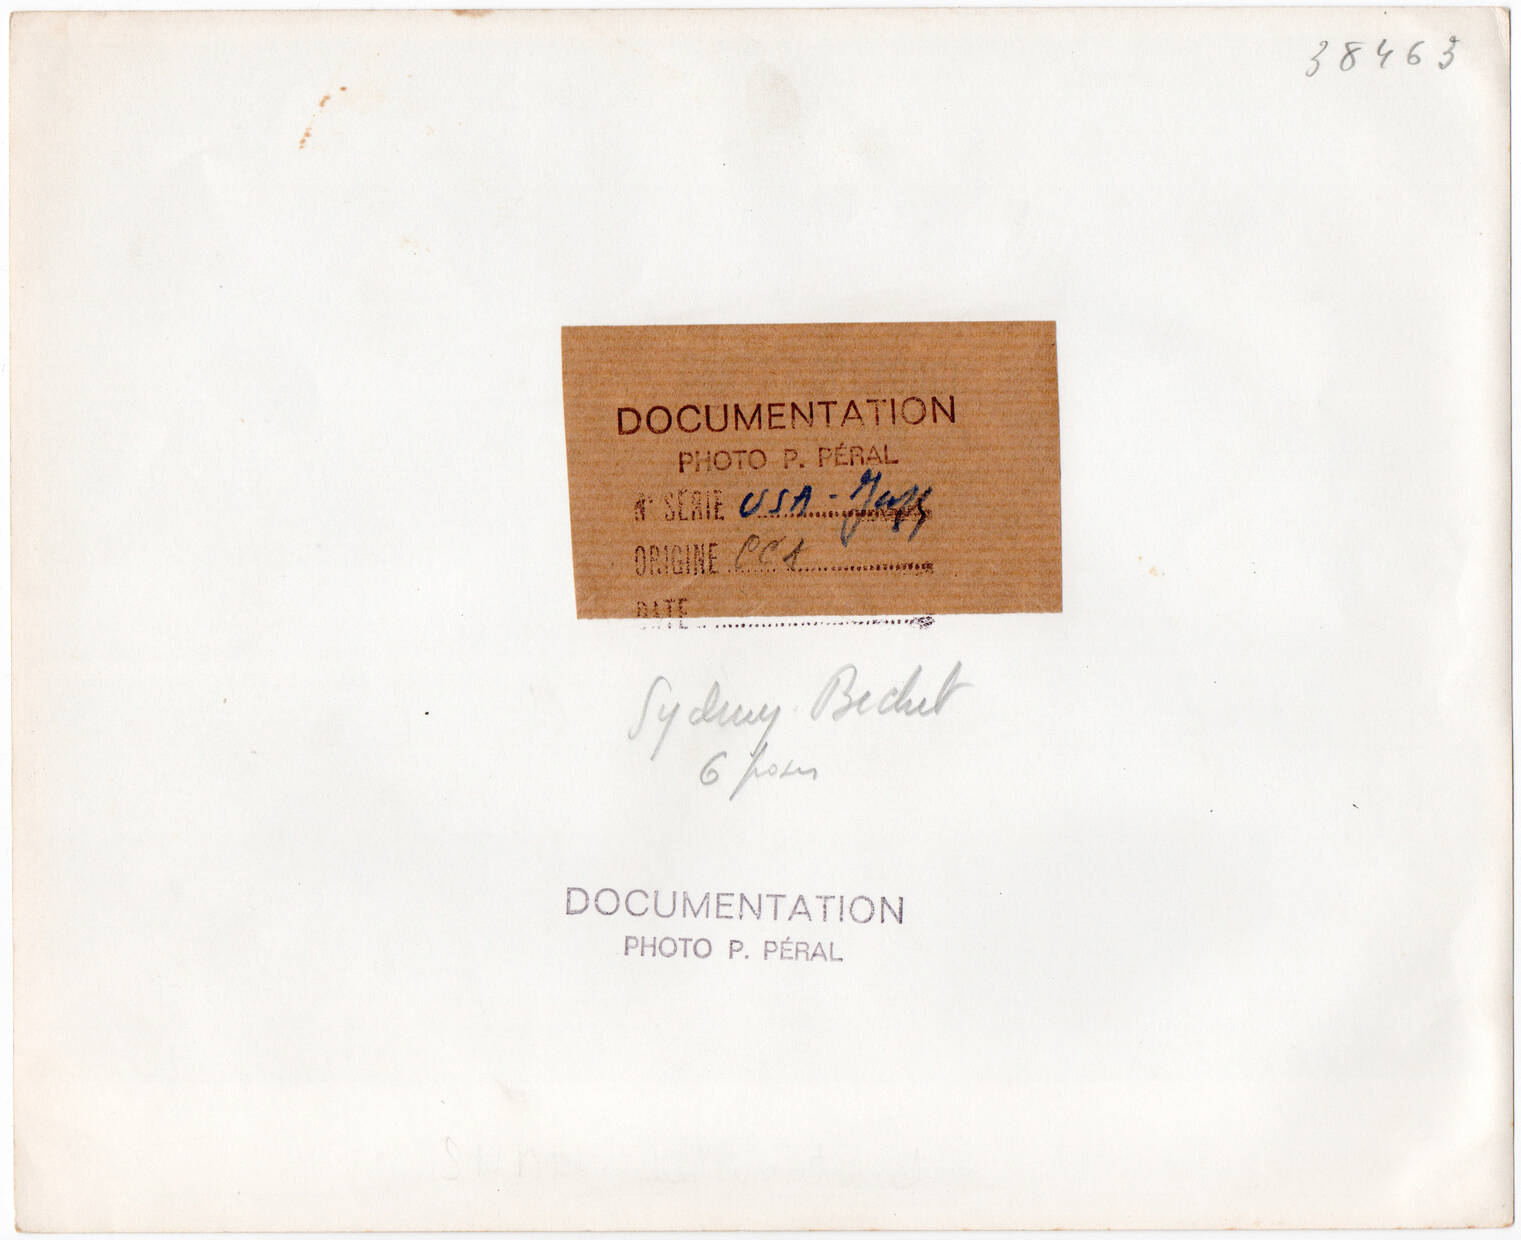 38463
DOCUMENTATION
PHOTO P. PÉRAL
N° SÉRIE USA - Jazz
ORIGINE CCA
DATE
Sydney Bechet
6 poses
DOCUMENTATION
PHOTO P. PÉRAL